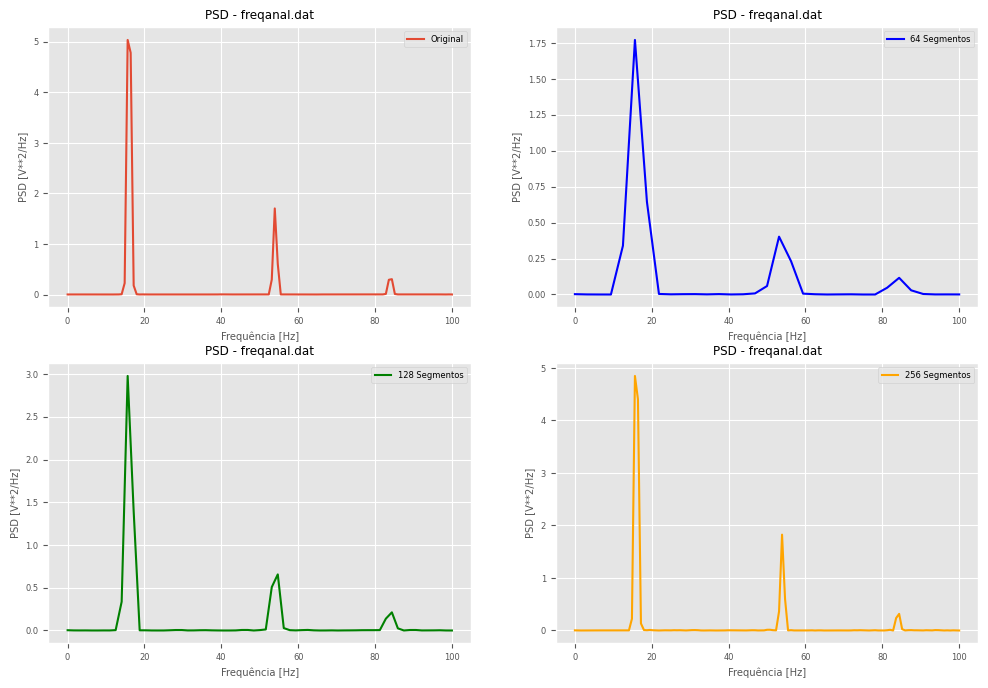 PSD - freqanal.dat
Original
PSD [V**2/Hz]
5
4
3
2
1
0
0 20 40 60 80 100
Frequência [Hz]
PSD - freqanal.dat
64 Segmentos
PSD [V**2/Hz]
1.75
1.50
1.25
1.00
0.75
0.50
0.25
0.00
0 20 40 60 80 100
Frequência [Hz]
PSD - freqanal.dat
128 Segmentos
PSD [V**2/Hz]
3.0
2.5
2.0
1.5
1.0
0.5
0.0
0 20 40 60 80 100
Frequência [Hz]
PSD - freqanal.dat
256 Segmentos
PSD [V**2/Hz]
5
4
3
2
1
0
0 20 40 60 80 100
Frequência [Hz]